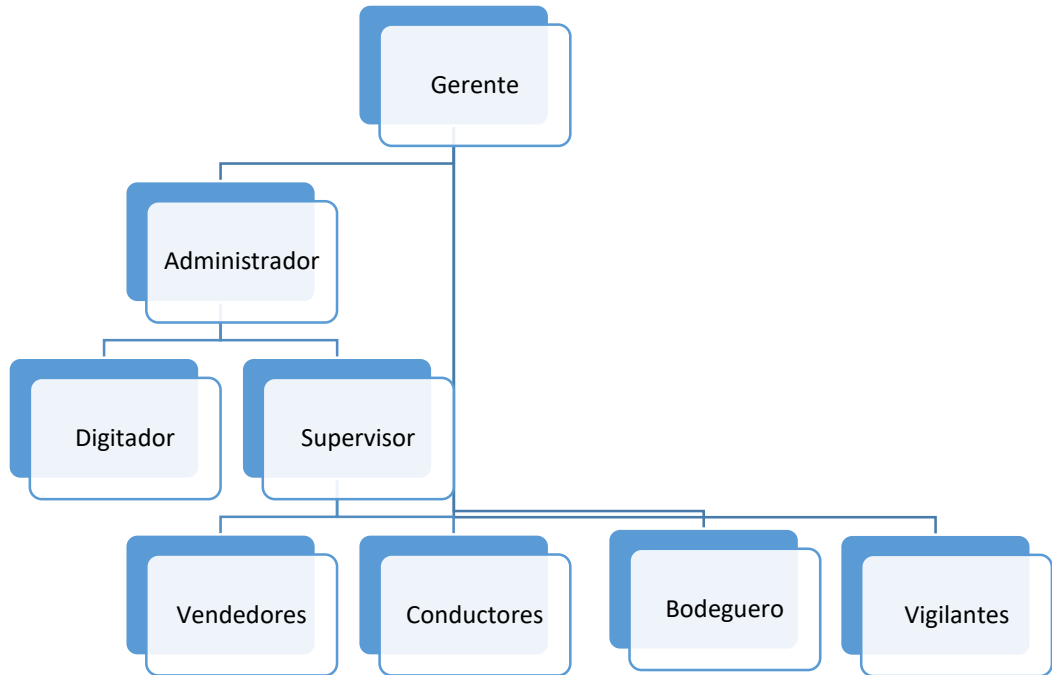 Gerente
Administrador
Digitador
Supervisor
Vendedores
Conductores
Bodeguero
Vigilantes